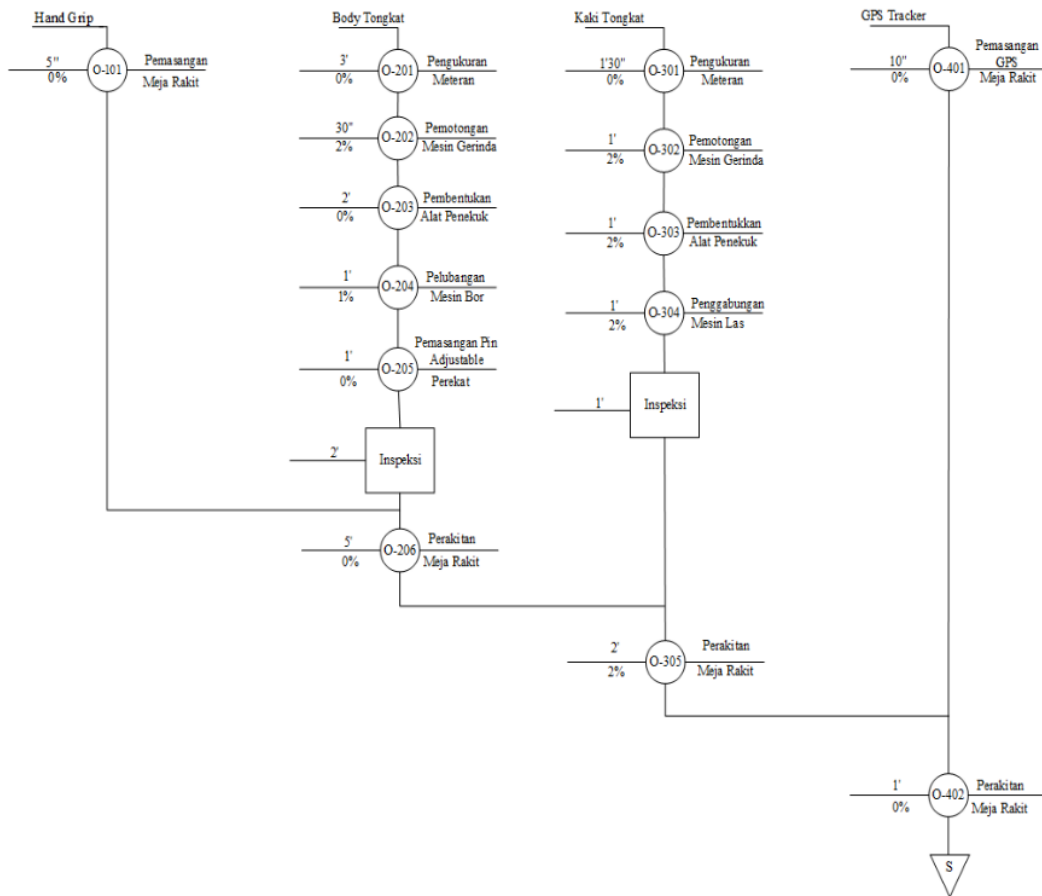 Hand Grip
5"
0%
O-101
Pemasangan
Meja Rakit
Body Tongkat
3'
0%
O-201
Pengukuran
Meteran
30"
2%
O-202
Pemotongan
Mesin Gerinda
2'
0%
O-203
Pembentukan
Alat Penekuk
1'
1%
O-204
Pelubangan
Mesin Bor
1'
0%
O-205
Pemasangan Pin
Adjustable
Perekat
2'
Inspeksi
5'
0%
O-206
Perakitan
Meja Rakit
Kaki Tongkat
1'30"
0%
O-301
Pengukuran
Meteran
1'
2%
O-302
Pemotongan
Mesin Gerinda
1'
2%
O-303
Pembentukkan
Alat Penekuk
1'
2%
O-304
Penggabungan
Mesin Las
1'
Inspeksi
2'
2%
O-305
Perakitan
Meja Rakit
GPS Tracker
10"
0%
O-401
Pemasangan
GPS
Meja Rakit
1'
0%
O-402
Perakitan
Meja Rakit
S